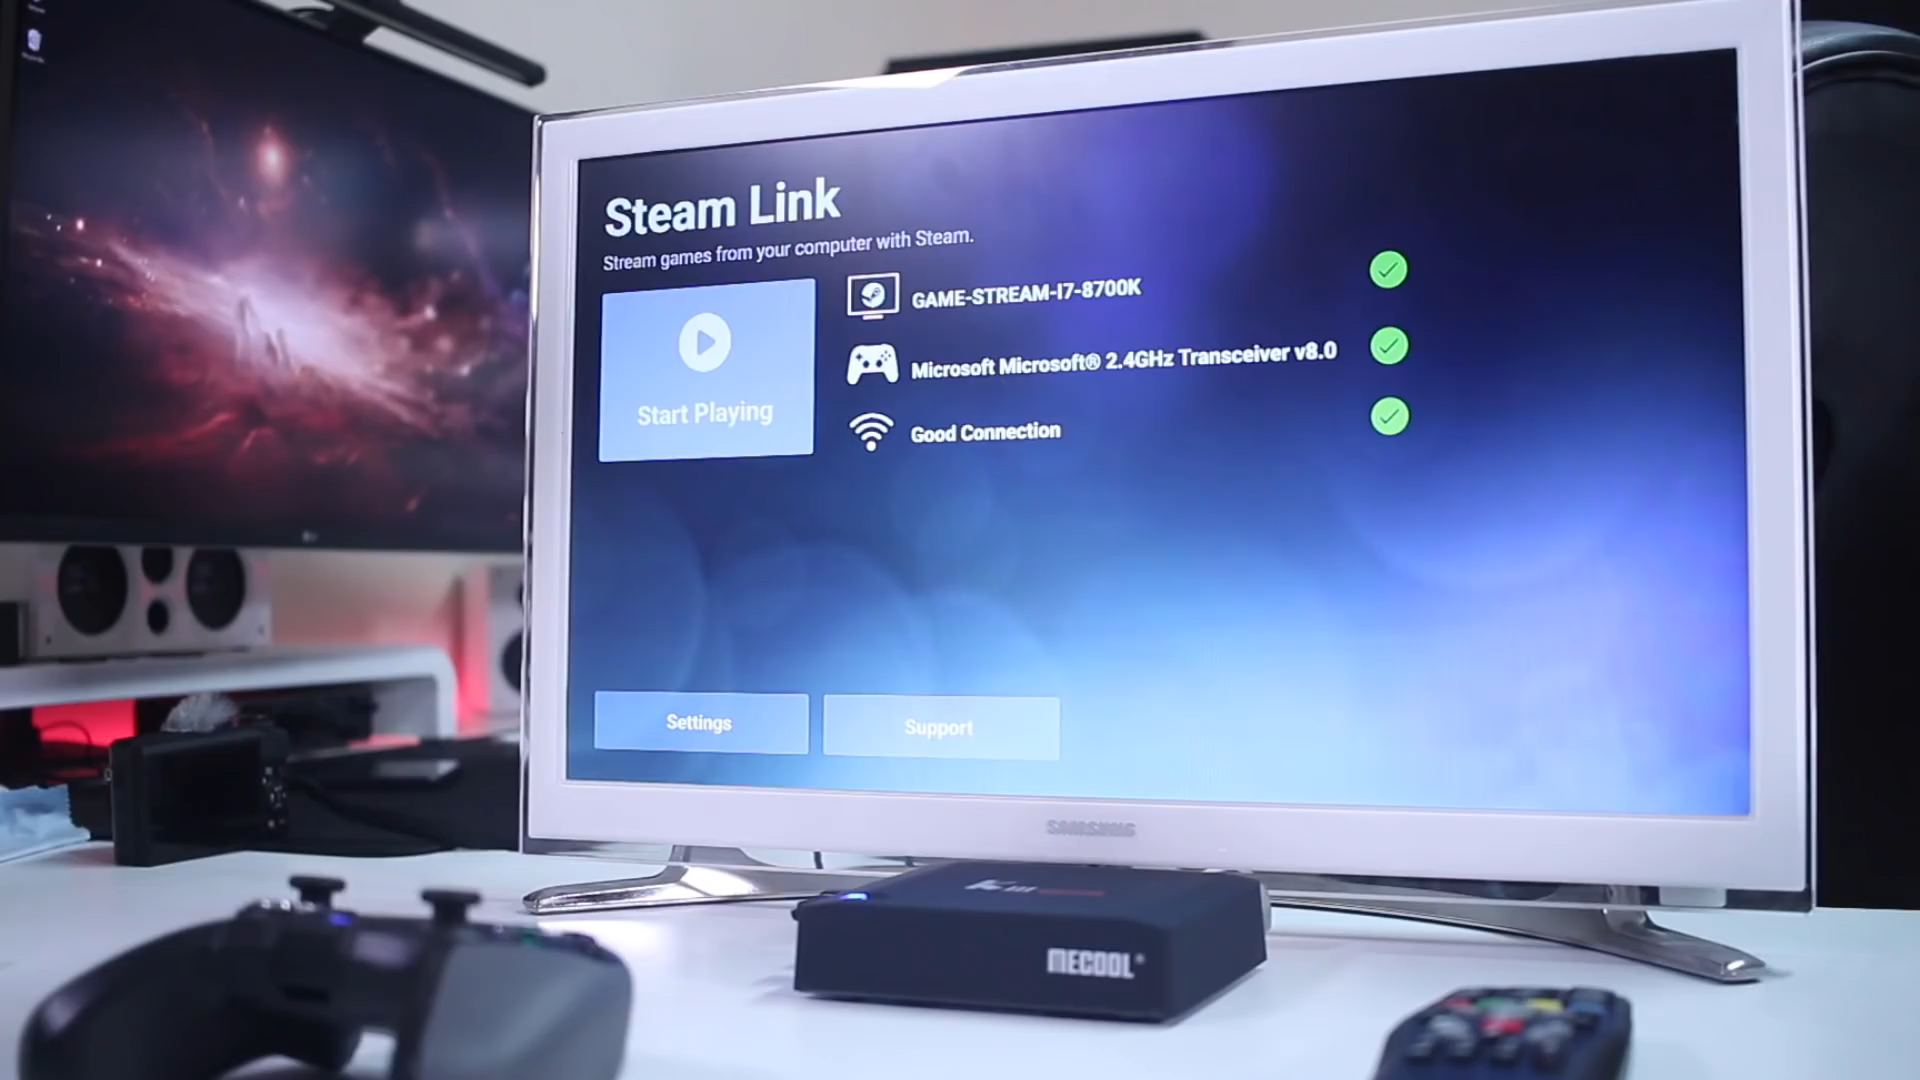 Steam Link
Stream games from your computer with Steam.
Start Playing
GAME-STREAM-I7-8700K
Microsoft Microsoft® 2.4GHz Transceiver v8.0
Good Connection
Settings
Support
SAMSUNG
MECOOL